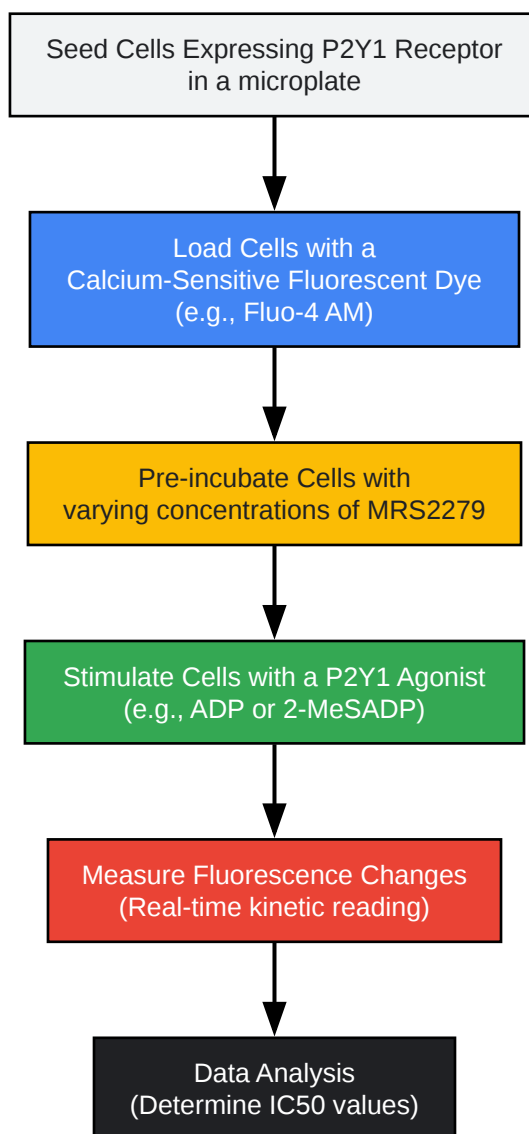 Seed Cells Expressing P2Y1 Receptor
in a microplate
Load Cells with a
Calcium-Sensitive Fluorescent Dye
(e.g., Fluo-4 AM)
Pre-incubate Cells with
varying concentrations of MRS2279
Stimulate Cells with a P2Y1 Agonist
(e.g., ADP or 2-MeSADP)
Measure Fluorescence Changes
(Real-time kinetic reading)
Data Analysis
(Determine IC50 values)